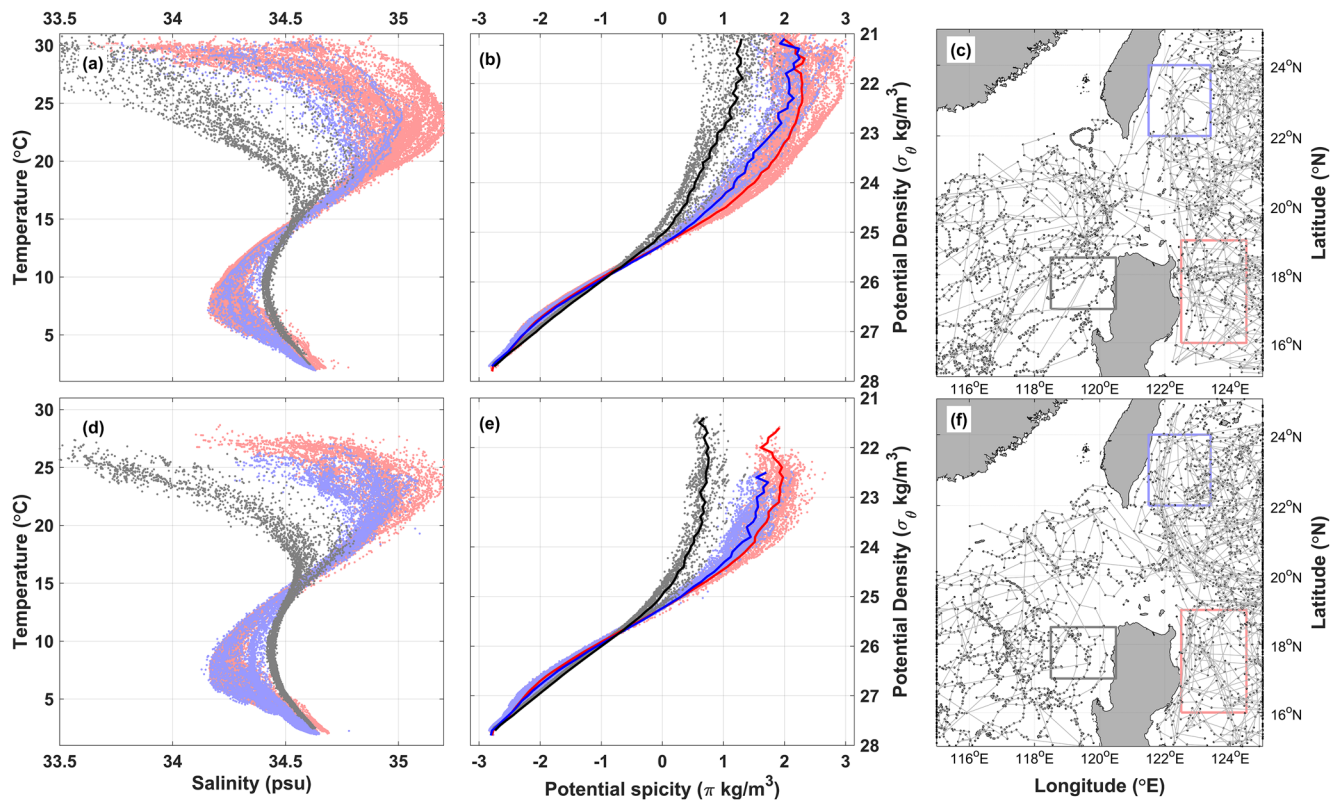 33.5 34 34.5 35
-3 -2 -1 0 1 2 3
30
25
20
15
10
5
Temperature (°C)
(a)
(b)
21
22
23
24
25
26
27
28
Potential Density (σθ kg/m³)
(c)
24°N
22°N
20°N
18°N
16°N
Latitude (°N)
116°E 118°E 120°E 122°E 124°E
30
25
20
15
10
5
Temperature (°C)
(d)
33.5 34 34.5 35
Salinity (psu)
(e)
21
22
23
24
25
26
27
28
Potential Density (σθ kg/m³)
-3 -2 -1 0 1 2 3
Potential spicity (π kg/m³)
(f)
24°N
22°N
20°N
18°N
16°N
Latitude (°N)
116°E 118°E 120°E 122°E 124°E
Longitude (°E)